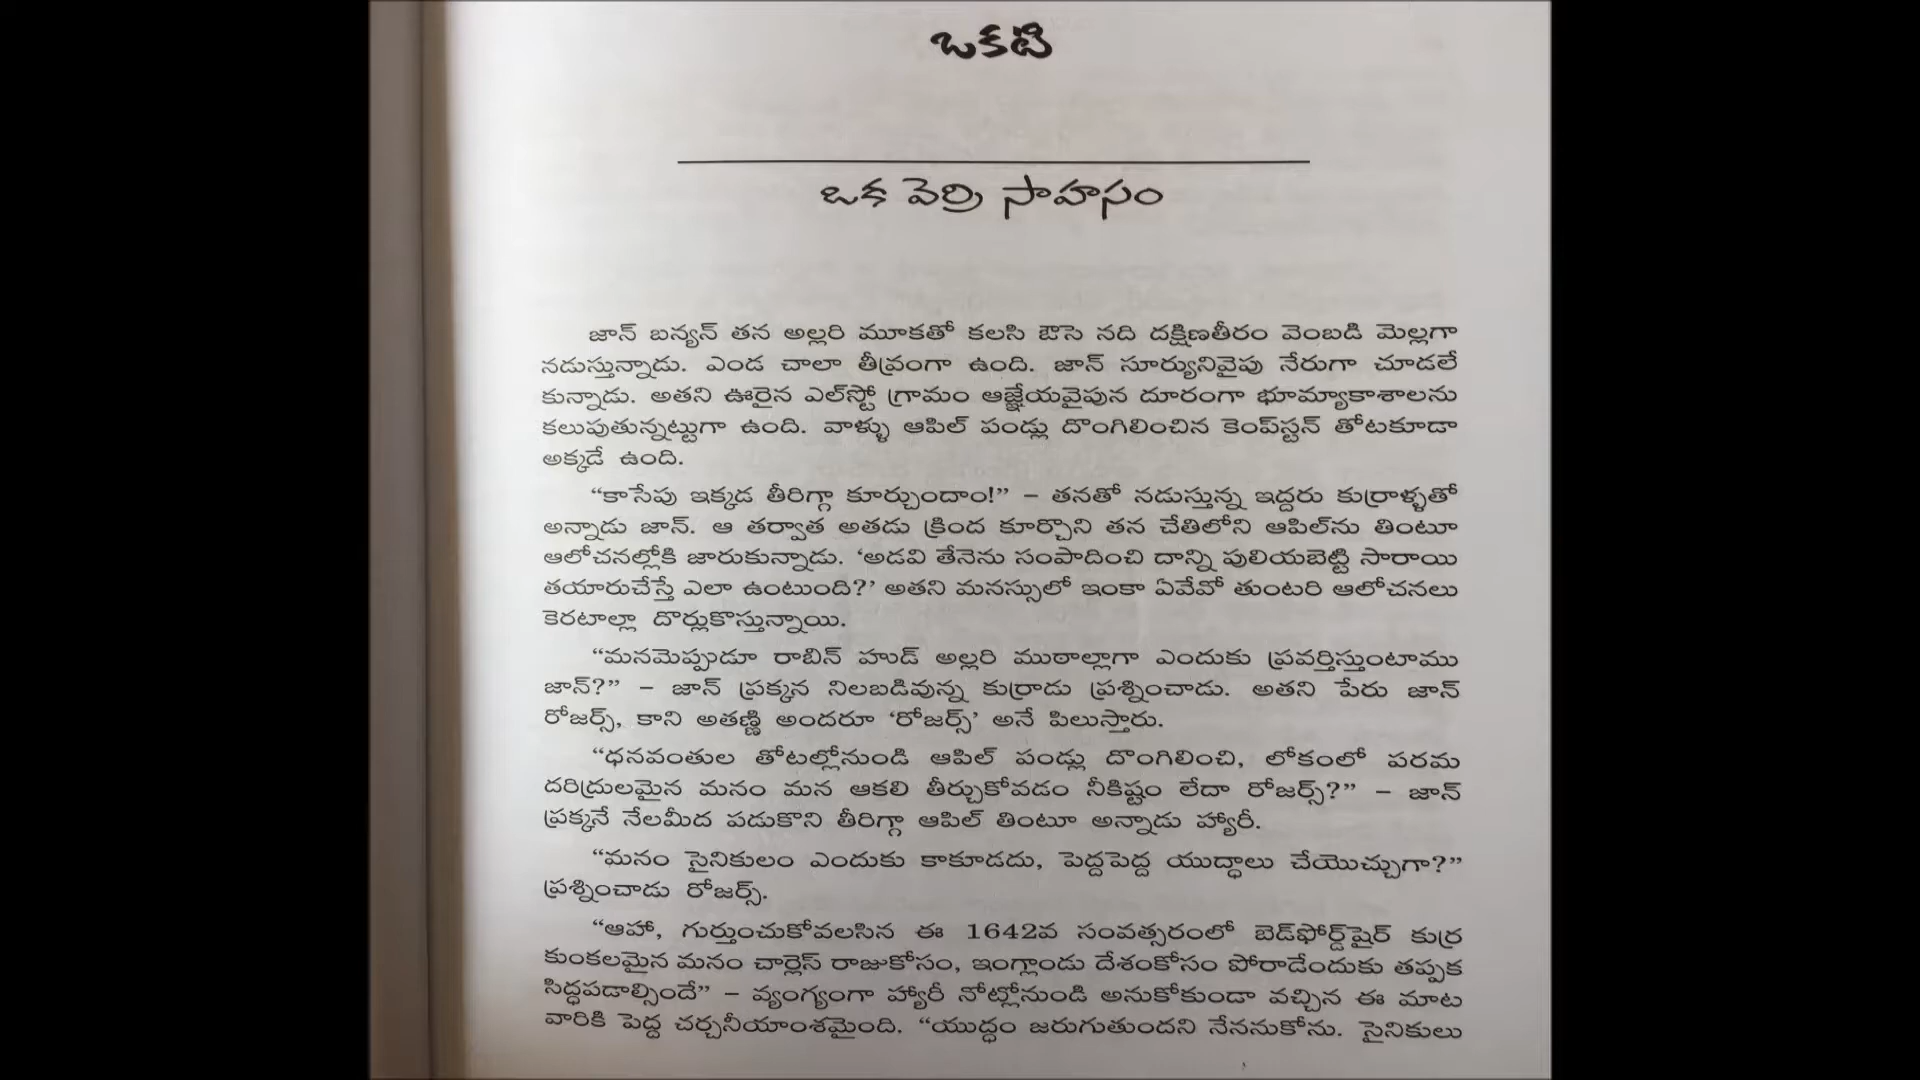 ఒకటి
ఒక వెర్రి సాహసం
జాన్ బన్యన్ తన అల్లరి మూకతో కలసి ఔసె నది దక్షిణతీరం వెంబడి మెల్లగా
నడుస్తున్నాడు. ఎండ చాలా తీవ్రంగా ఉంది. జాన్ సూర్యునివైపు నేరుగా చూడలే
కున్నాడు. అతని ఊరైన ఎల్‌స్టో గ్రామం ఆజ్ఞేయవైపున దూరంగా భూమ్యాకాశాలను
కలుపుతున్నట్టుగా ఉంది. వాళ్ళు ఆపిల్ పండ్లు దొంగిలించిన కెంప్‌స్టన్ తోటకూడా
అక్కడే ఉంది.
“కాసేపు ఇక్కడ తీరిగ్గా కూర్చుందాం!” – తనతో నడుస్తున్న ఇద్దరు కుర్రాళ్ళతో
అన్నాడు జాన్. ఆ తర్వాత అతడు క్రింద కూర్చొని తన చేతిలోని ఆపిల్‌ను తింటూ
ఆలోచనల్లోకి జారుకున్నాడు. ‘అడవి తేనెను సంపాదించి దాన్ని పులియబెట్టి సారాయి
తయారుచేస్తే ఎలా ఉంటుంది?’ అతని మనస్సులో ఇంకా ఏవేవో తుంటరి ఆలోచనలు
కెరటాల్లా దొర్లుకొస్తున్నాయి.
“మనమెప్పుడూ రాబిన్ హుడ్ అల్లరి ముఠాల్లాగా ఎందుకు ప్రవర్తిస్తుంటాము
జాన్?” – జాన్ ప్రక్కన నిలబడివున్న కుర్రాడు ప్రశ్నించాడు. అతని పేరు జాన్
రోజర్స్, కాని అతణ్ణి అందరూ ‘రోజర్స్’ అనే పిలుస్తారు.
“ధనవంతుల తోటల్లోనుండి ఆపిల్ పండ్లు దొంగిలించి, లోకంలో పరమ
దరిద్రులమైన మనం మన ఆకలి తీర్చుకోవడం నీకిష్టం లేదా రోజర్స్?” – జాన్
ప్రక్కనే నేలమీద పడుకొని తీరిగ్గా ఆపిల్ తింటూ అన్నాడు హ్యారీ.
“మనం సైనికులం ఎందుకు కాకూడదు, పెద్దపెద్ద యుద్ధాలు చేయొచ్చుగా?”
ప్రశ్నించాడు రోజర్స్.
“ఆహా, గుర్తుంచుకోవలసిన ఈ 1642వ సంవత్సరంలో బెడ్‌ఫోర్డ్‌షైర్ కుర్ర
కుంకలమైన మనం చార్లెస్ రాజుకోసం, ఇంగ్లాండు దేశంకోసం పోరాడేందుకు తప్పక
సిద్ధపడాల్సిందే” – వ్యంగ్యంగా హ్యారీ నోట్లోనుండి అనుకోకుండా వచ్చిన ఈ మాట
వారికి పెద్ద చర్చనీయాంశమైంది. “యుద్ధం జరుగుతుందని నేననుకోను. సైనికులు